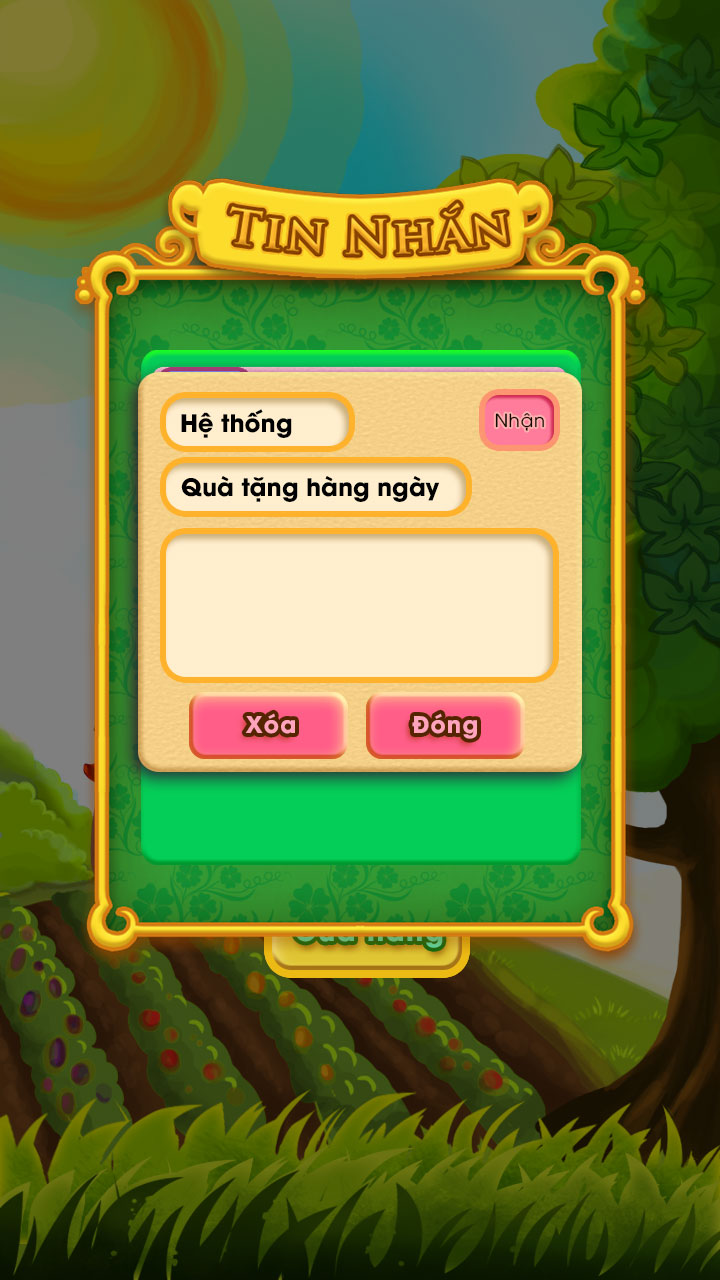 TIN NHẮN
Hệ thống
Nhận
Quà tặng hàng ngày
Xóa
Đóng